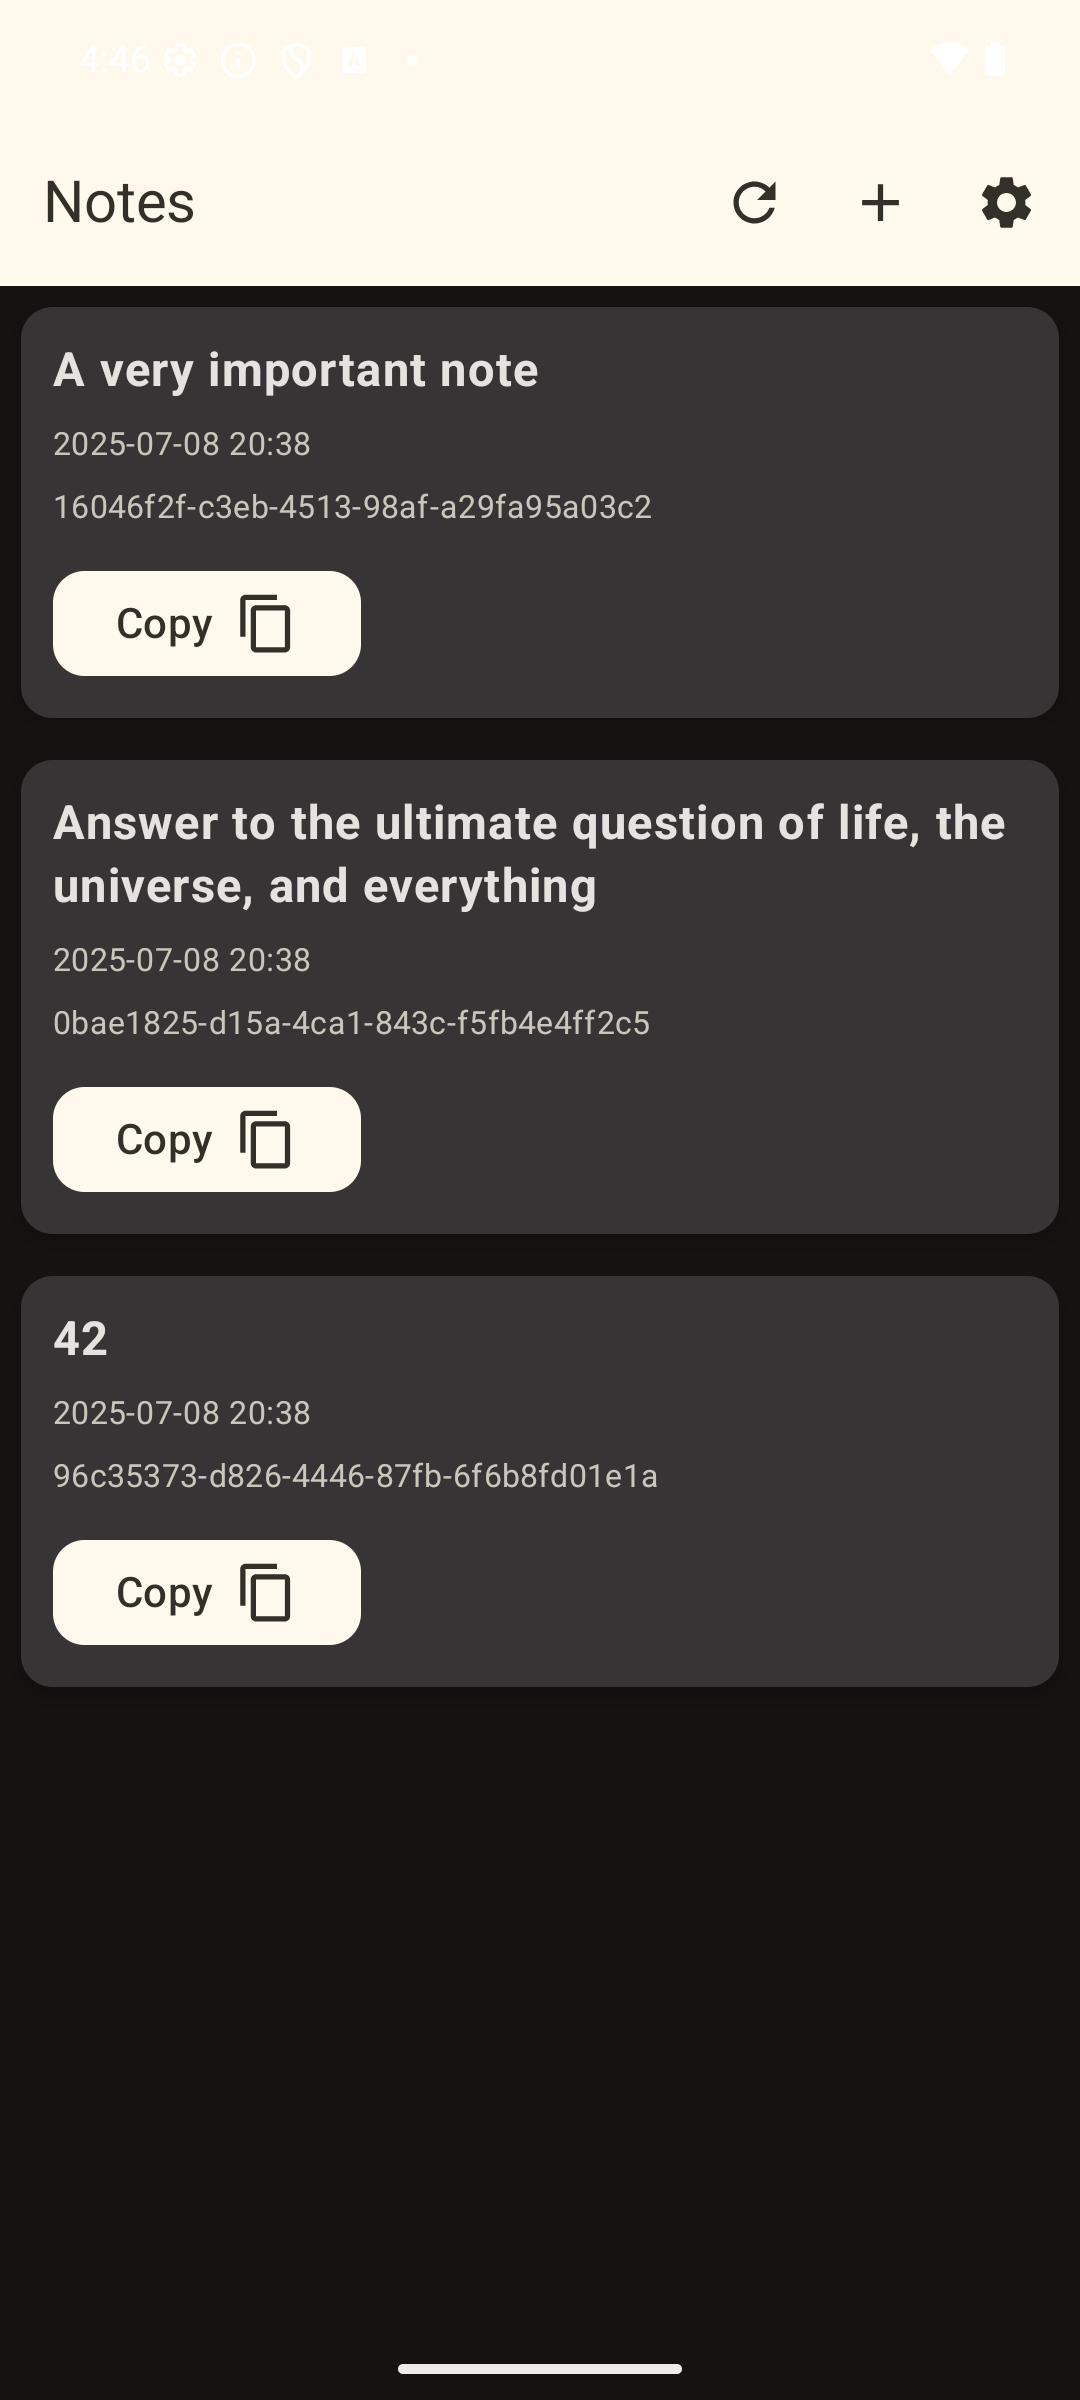 4:46
Notes
A very important note
2025-07-08 20:38
16046f2f-c3eb-4513-98af-a29fa95a03c2
Copy
Answer to the ultimate question of life, the
universe, and everything
2025-07-08 20:38
0bae1825-d15a-4ca1-843c-f5fb4e4ff2c5
Copy
42
2025-07-08 20:38
96c35373-d826-4446-87fb-6f6b8fd01e1a
Copy